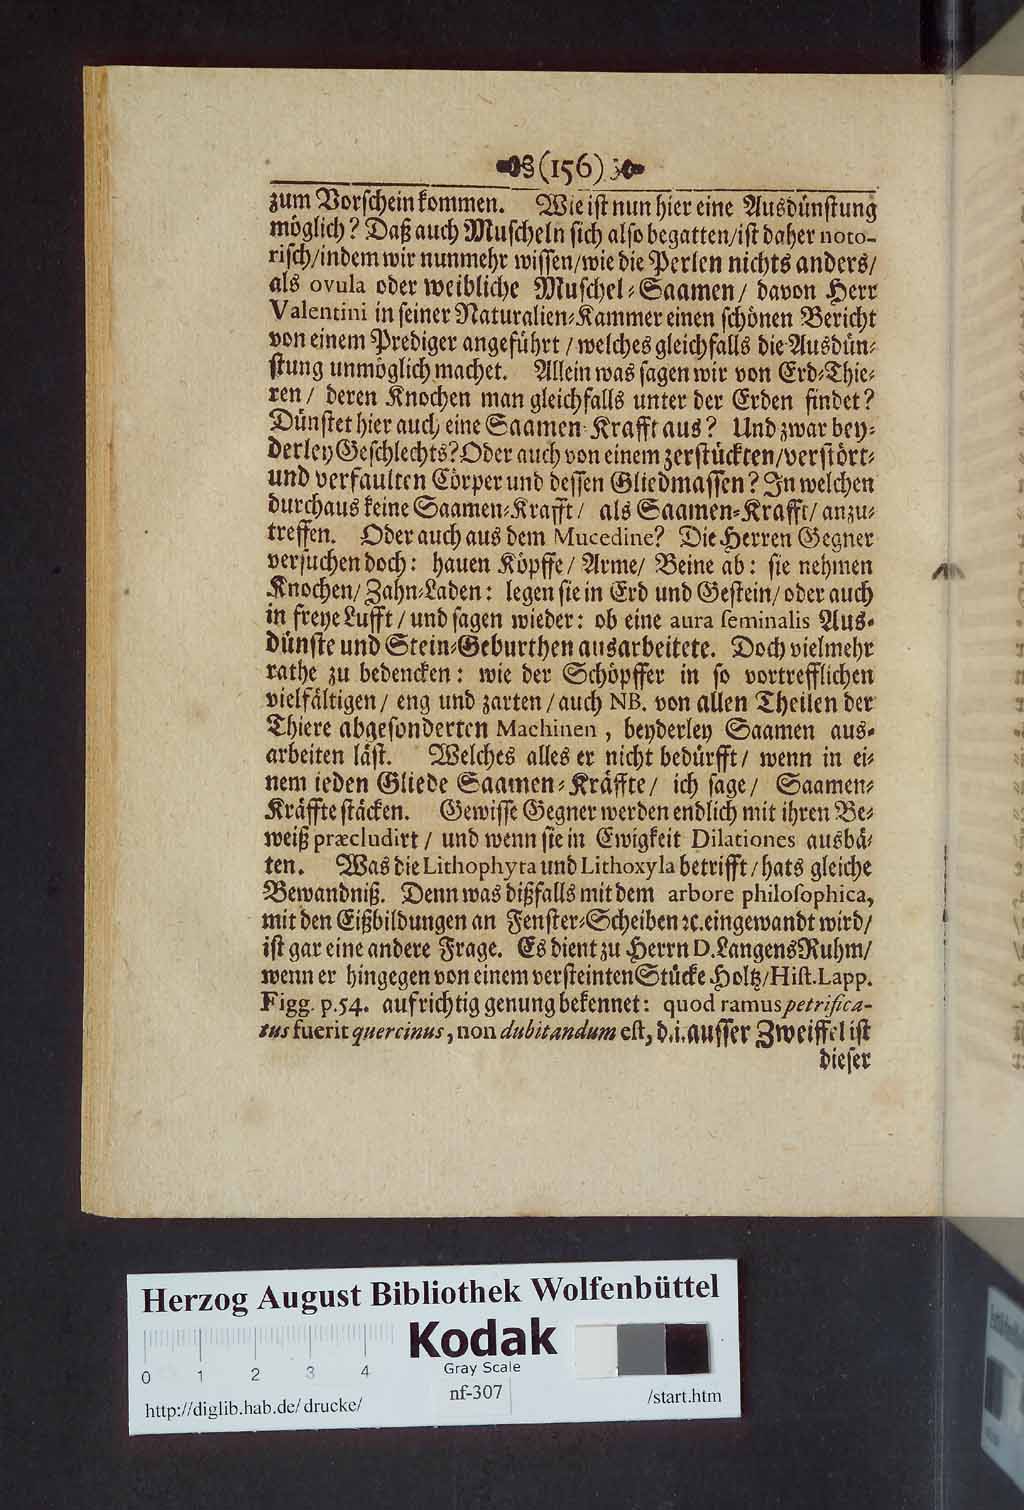 (156)
zum Vorschein kommen. Wie ist nun hier eine Ausdünstung
möglich? Daß auch Muscheln sich also begatten/ist daher noto-
risch/indem wir nunmehr wissen/wie die Perlen nichts anders/
als ovula oder weibliche Muschel-Saamen/ davon Herr
Valentini in seiner Naturalien-Kammer einen schönen Bericht
von einem Prediger angeführt/welches gleichfalls die Ausdün-
stung unmöglich machet. Allein was sagen wir von Erd-Thie-
ren/ deren Knochen man gleichfalls unter der Erden findet?
Dünstet hier auch eine Saamen-Krafft aus? Und zwar bey-
derley Geschlechts? Oder auch von einem zerstückten/verstört-
und verfaulten Cörper und dessen Gliedmassen? In welchen
durchaus keine Saamen-Krafft/ als Saamen-Krafft/ anzu-
treffen. Oder auch aus dem Mucedine? Die Herren Gegner
versuchen doch: hauen Köpffe/ Arme/ Beine ab: sie nehmen
Knochen/ Zahn-Laden: legen sie in Erd und Gestein/ oder auch
in freye Lufft/ und sagen wieder: ob eine aura seminalis Aus-
dünste und Stein-Geburthen ausarbeitete. Doch vielmehr
rathe zu bedencken: wie der Schöpffer in so vortrefflichen
vielfältigen/ eng und zarten/ auch NB. von allen Theilen der
Thiere abgesonderten Machinen, beyderley Saamen aus-
arbeiten läst. Welches alles er nicht bedürfft/ wenn in ei-
nem ieden Gliede Saamen-Kräffte/ ich sage/ Saamen-
Kräffte stäcken. Gewisse Gegner werden endlich mit ihren Be-
weiß præcludirt/ und wenn sie in Ewigkeit Dilationes ausbä-
ten. Was die Lithophyta und Lithoxyla betrifft/hats gleiche
Bewandniß. Denn was dißfalls mit dem arbore philosophica,
mit den Eißbildungen an Fenster-Scheiben ꝛc. eingewandt wird/
ist gar eine andere Frage. Es dient zu Herrn D. Langens Ruhm/
wenn er hingegen von einem versteinten Stücke Holtz/Hist. Lapp.
Figg. p. 54. aufrichtig genung bekennet: quod ramus petrifica-
tus fuerit quercinus, non dubitandum est, d.i. ausser Zweiffel ist
dieser
Herzog August Bibliothek Wolfenbüttel
Kodak
Gray Scale
0 1 2 3 4
nf-307
http://diglib.hab.de/drucke/ /start.htm